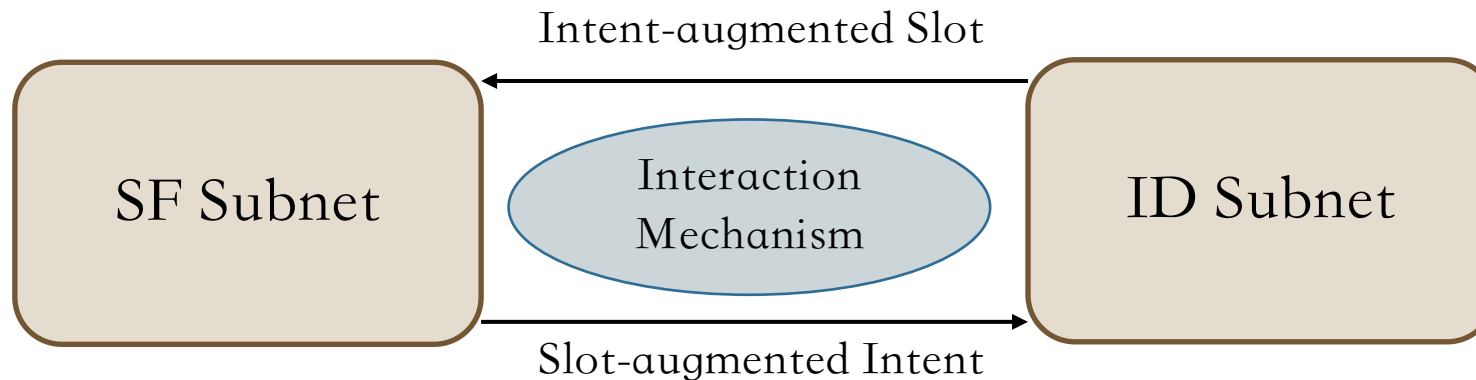 Intent-augmented Slot
SF Subnet
Interaction
Mechanism
ID Subnet
Slot-augmented Intent